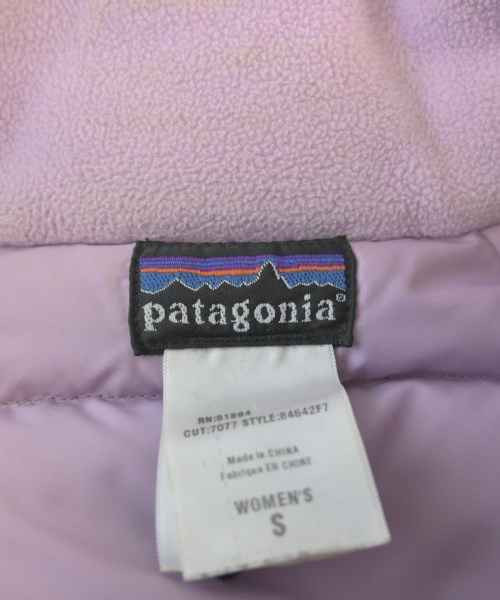 patagonia®
RN:51884
CUT:7077 STYLE:84642F7
Made in CHINA
Fabriqué EN CHINE
WOMEN'S
S